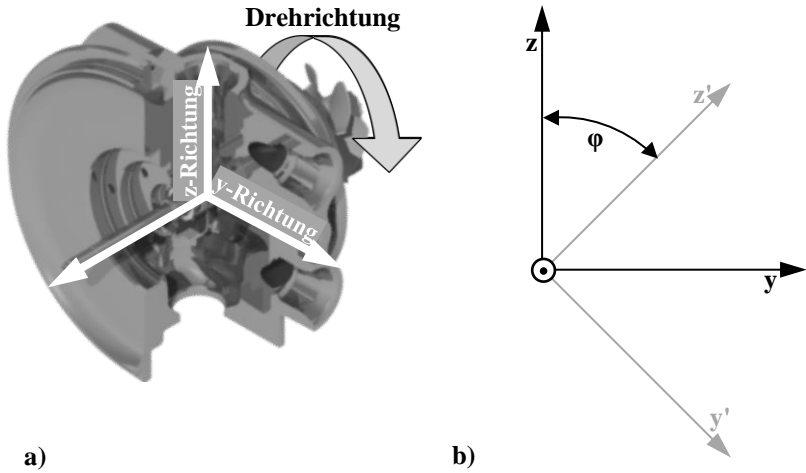 Drehrichtung
z-Richtung
y-Richtung
a)
z
z'
φ
y
y'
b)